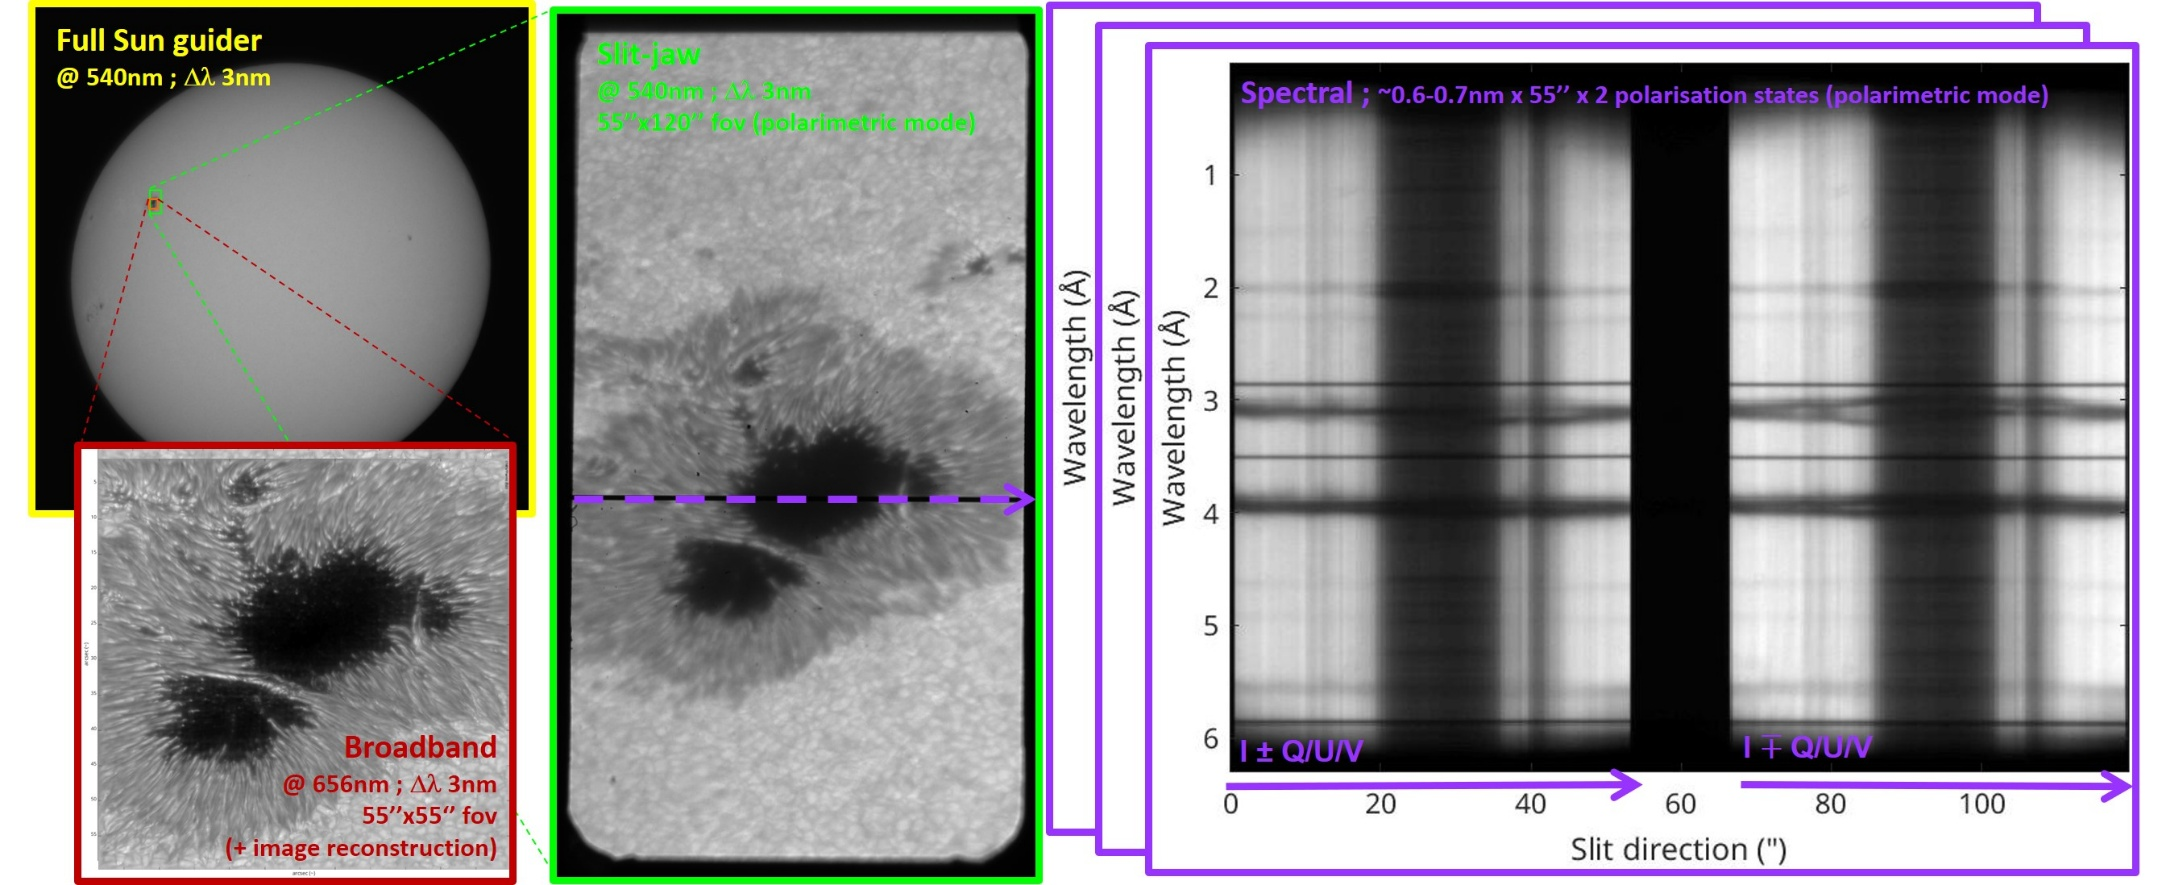 Full Sun guider
@ 540nm ; Δλ 3nm
Slit-jaw
@ 540nm ; Δλ 3nm
55’’x120’’ fov (polarimetric mode)
Broadband
@ 656nm ; Δλ 3nm
55’’x55’’ fov
(+ image reconstruction)
Wavelength (Å)
Wavelength (Å)
Wavelength (Å)
Spectral ; ~0.6-0.7nm x 55’’ x 2 polarisation states (polarimetric mode)
1
2
3
4
5
6
I ± Q/U/V
I ∓ Q/U/V
0 20 40 60 80 100
Slit direction (")